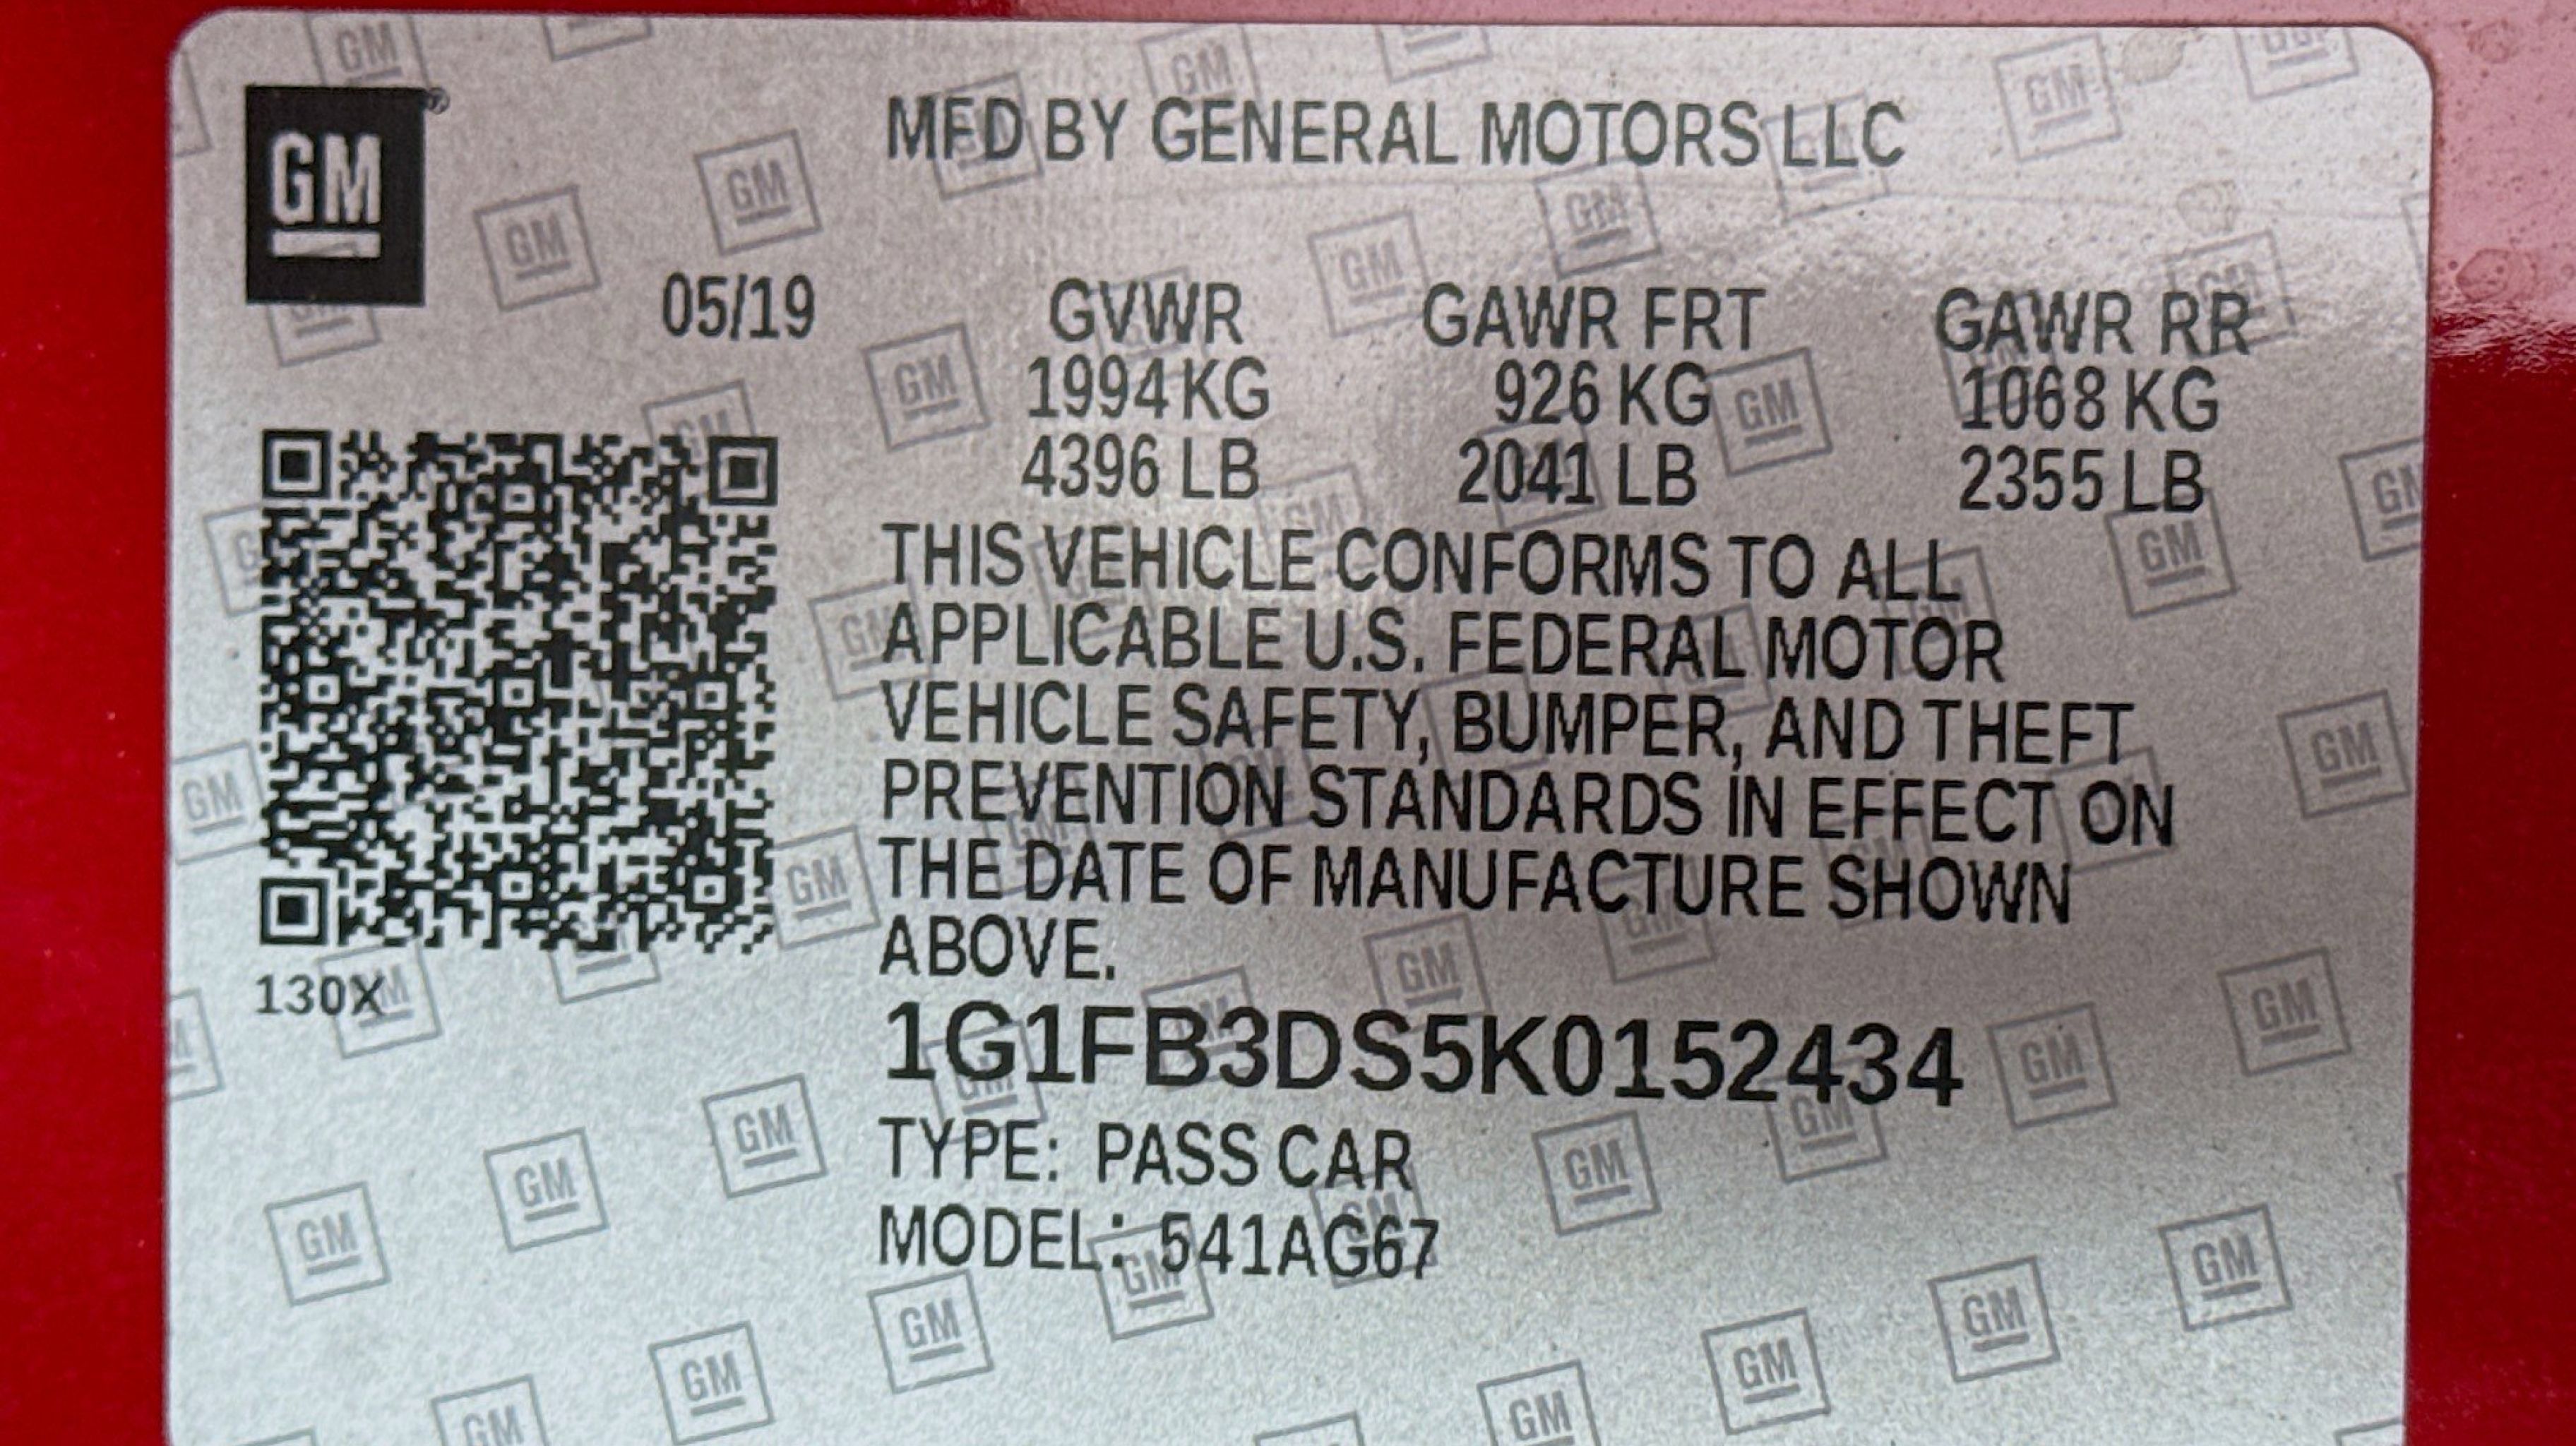 GM
MFD BY GENERAL MOTORS LLC
05/19
GVWR GAWR FRT GAWR RR
1994 KG 926 KG 1068 KG
4396 LB 2041 LB 2355 LB
THIS VEHICLE CONFORMS TO ALL
APPLICABLE U.S. FEDERAL MOTOR
VEHICLE SAFETY, BUMPER, AND THEFT
PREVENTION STANDARDS IN EFFECT ON
THE DATE OF MANUFACTURE SHOWN
ABOVE.
130X
1G1FB3DS5K0152434
TYPE: PASS CAR
MODEL: 541AG67